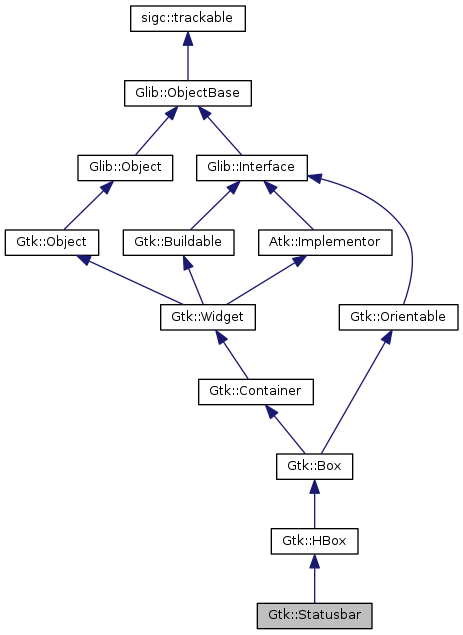 sigc::trackable
Glib::ObjectBase
Glib::Object
Glib::Interface
Gtk::Object
Gtk::Buildable
Atk::Implementor
Gtk::Widget
Gtk::Orientable
Gtk::Container
Gtk::Box
Gtk::HBox
Gtk::Statusbar